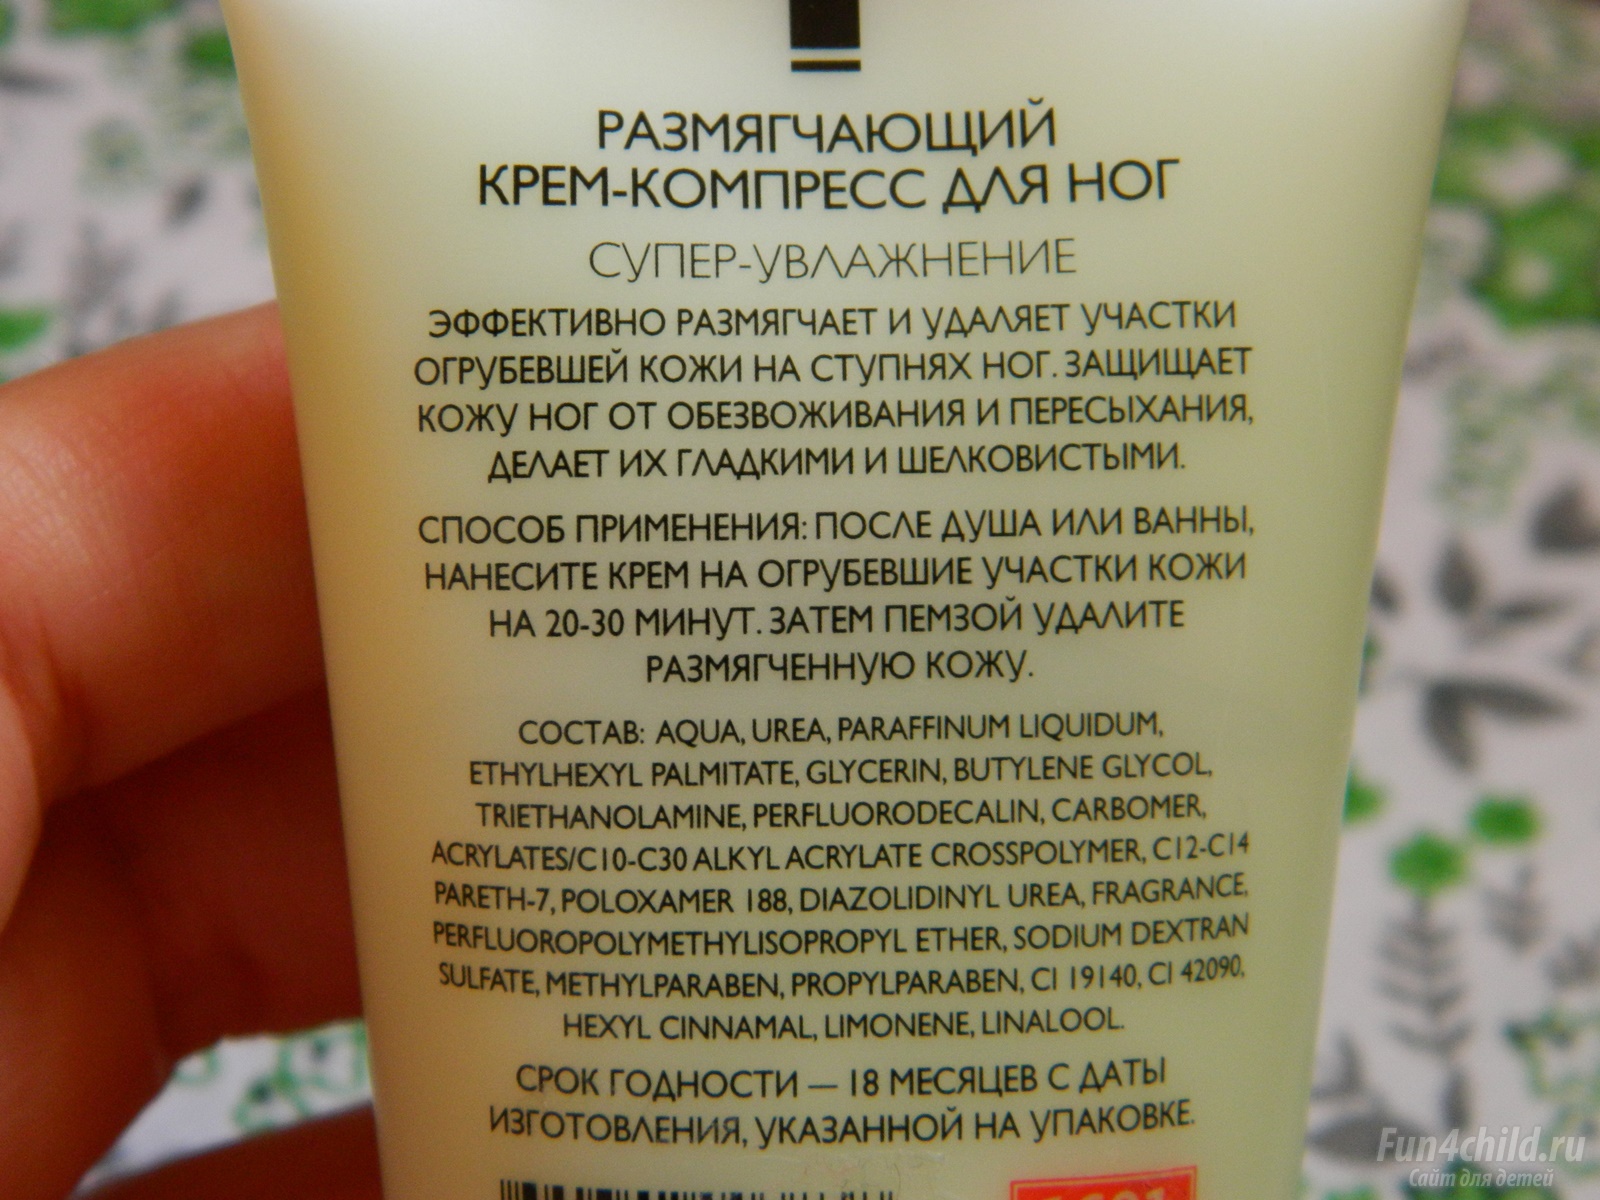 РАЗМЯГЧАЮЩИЙ
КРЕМ-КОМПРЕСС ДЛЯ НОГ
СУПЕР-УВЛАЖНЕНИЕ
ЭФФЕКТИВНО РАЗМЯГЧАЕТ И УДАЛЯЕТ УЧАСТКИ
ОГРУБЕВШЕЙ КОЖИ НА СТУПНЯХ НОГ. ЗАЩИЩАЕТ
КОЖУ НОГ ОТ ОБЕЗВОЖИВАНИЯ И ПЕРЕСЫХАНИЯ,
ДЕЛАЕТ ИХ ГЛАДКИМИ И ШЕЛКОВИСТЫМИ.
СПОСОБ ПРИМЕНЕНИЯ: ПОСЛЕ ДУША ИЛИ ВАННЫ,
НАНЕСИТЕ КРЕМ НА ОГРУБЕВШИЕ УЧАСТКИ КОЖИ
НА 20-30 МИНУТ. ЗАТЕМ ПЕМЗОЙ УДАЛИТЕ
РАЗМЯГЧЕННУЮ КОЖУ.
СОСТАВ: AQUA, UREA, PARAFFINUM LIQUIDUM,
ETHYLHEXYL PALMITATE, GLYCERIN, BUTYLENE GLYCOL,
TRIETHANOLAMINE, PERFLUORODECALIN, CARBOMER,
ACRYLATES/C10-C30 ALKYL ACRYLATE CROSSPOLYMER, C12-C14
PARETH-7, POLOXAMER 188, DIAZOLIDINYL UREA, FRAGRANCE,
PERFLUOROPOLYMETHYLISOPROPYL ETHER, SODIUM DEXTRAN
SULFATE, METHYLPARABEN, PROPYLPARABEN, CI 19140, CI 42090,
HEXYL CINNAMAL, LIMONENE, LINALOOL.
СРОК ГОДНОСТИ — 18 МЕСЯЦЕВ С ДАТЫ
ИЗГОТОВЛЕНИЯ, УКАЗАННОЙ НА УПАКОВКЕ.
Fun4child.ru
Сайт для детей